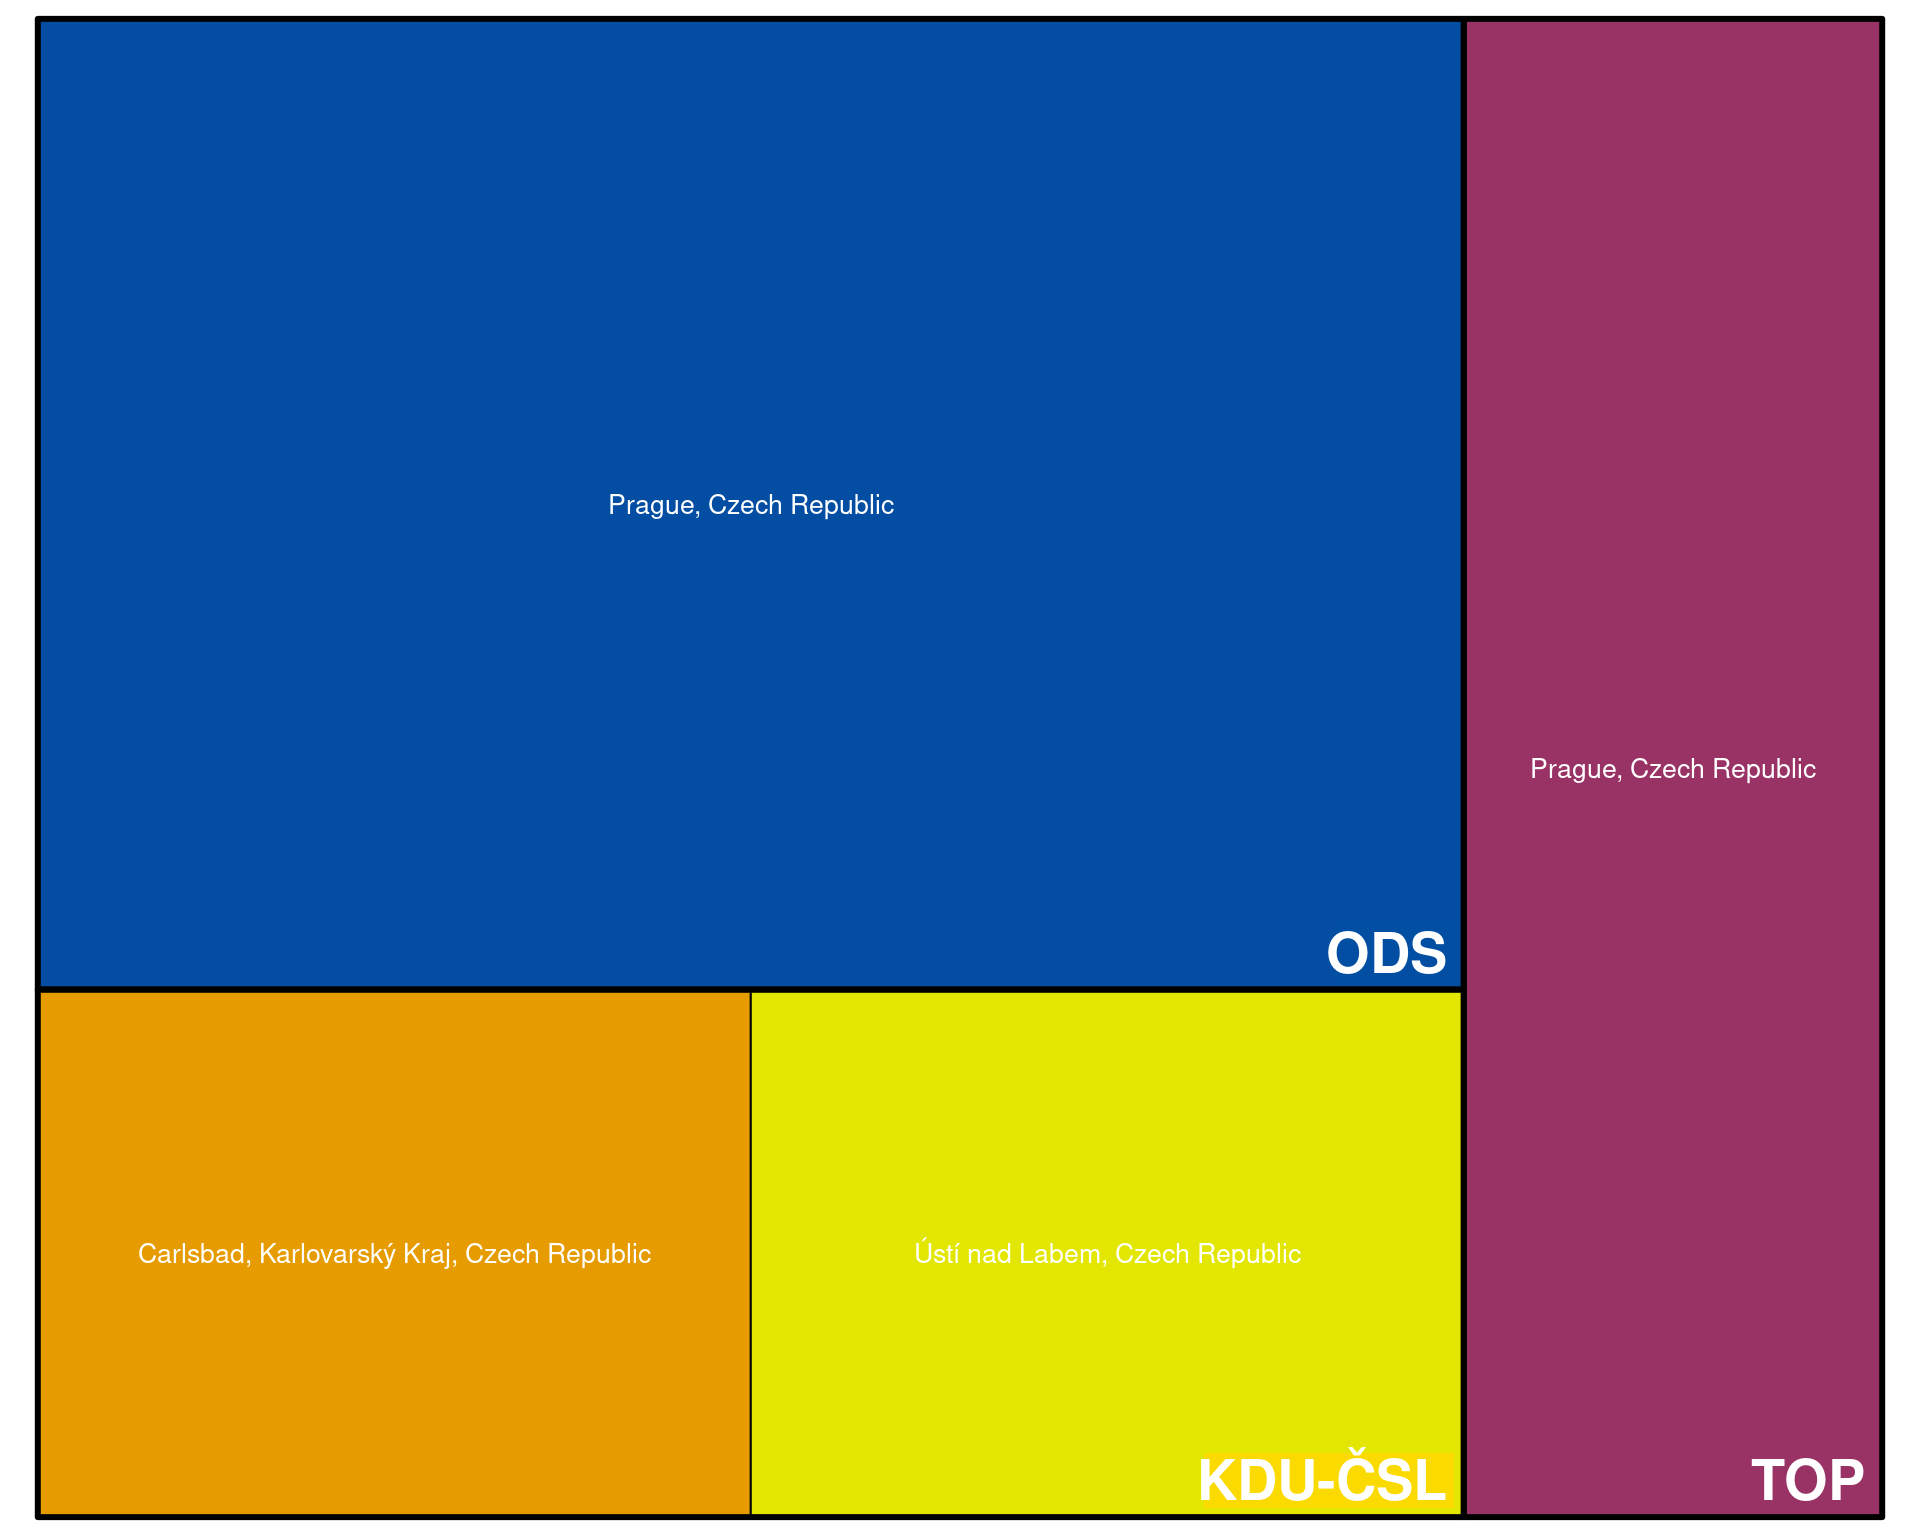 Prague, Czech Republic
ODS
Prague, Czech Republic
TOP
Carlsbad, Karlovarský Kraj, Czech Republic
Ústí nad Labem, Czech Republic
KDU-ČSL